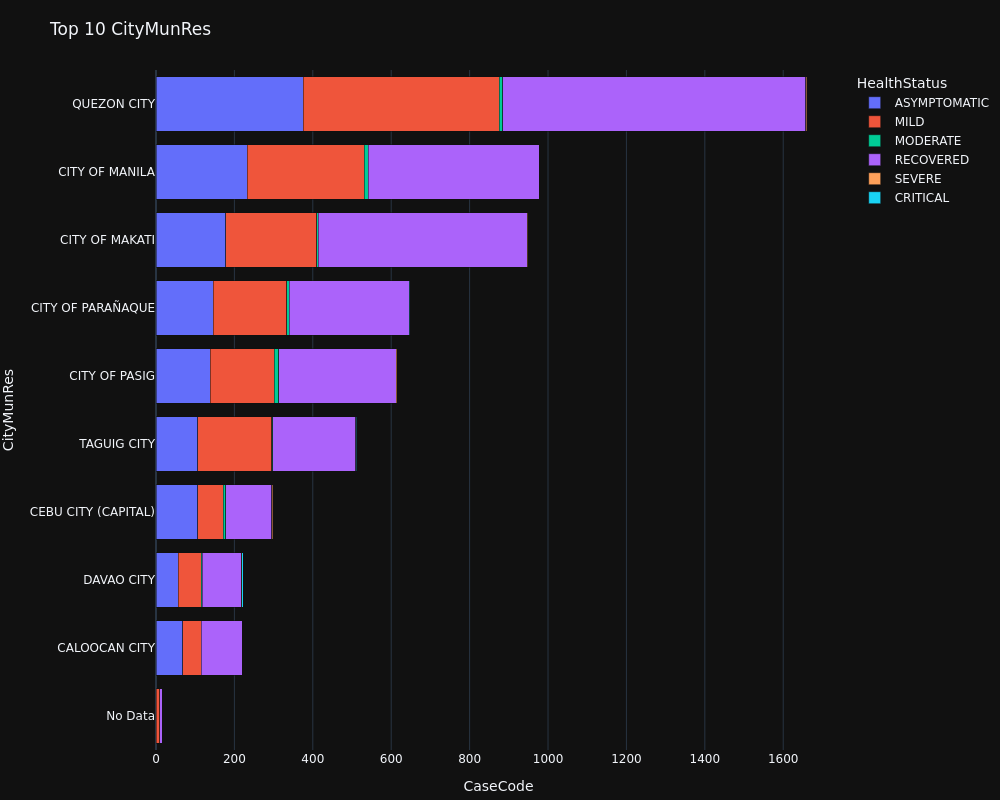 Top 10 CityMunRes
HealthStatus
ASYMPTOMATIC
MILD
MODERATE
RECOVERED
SEVERE
CRITICAL
CityMunRes
QUEZON CITY
CITY OF MANILA
CITY OF MAKATI
CITY OF PARAÑAQUE
CITY OF PASIG
TAGUIG CITY
CEBU CITY (CAPITAL)
DAVAO CITY
CALOOCAN CITY
No Data
0 200 400 600 800 1000 1200 1400 1600
CaseCode